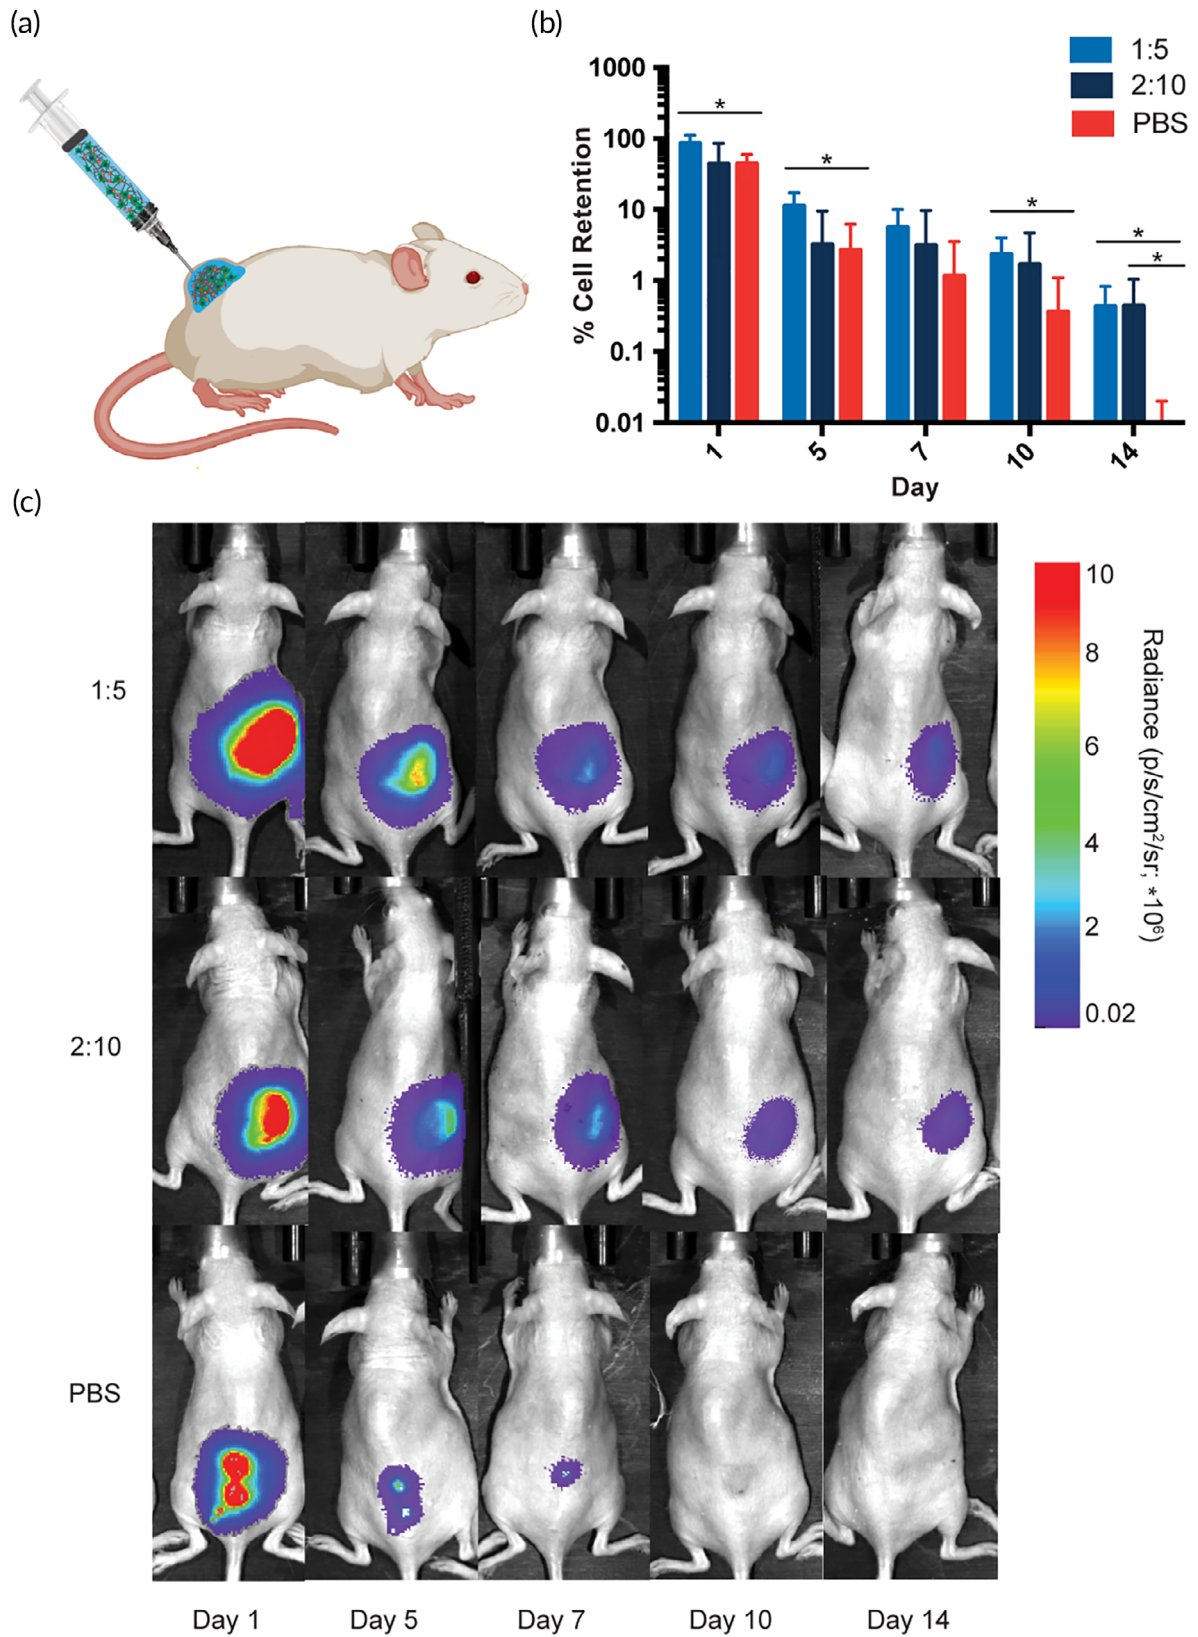 (a)
(b)
1:5
2:10
PBS
1000
100
10
1
0.1
0.01
% Cell Retention
*
*
*
*
*
1
5
7
10
14
Day
(c)
1:5
2:10
PBS
10
8
6
4
2
0.02
Radiance (p/s/cm²/sr; *10⁶)
Day 1
Day 5
Day 7
Day 10
Day 14